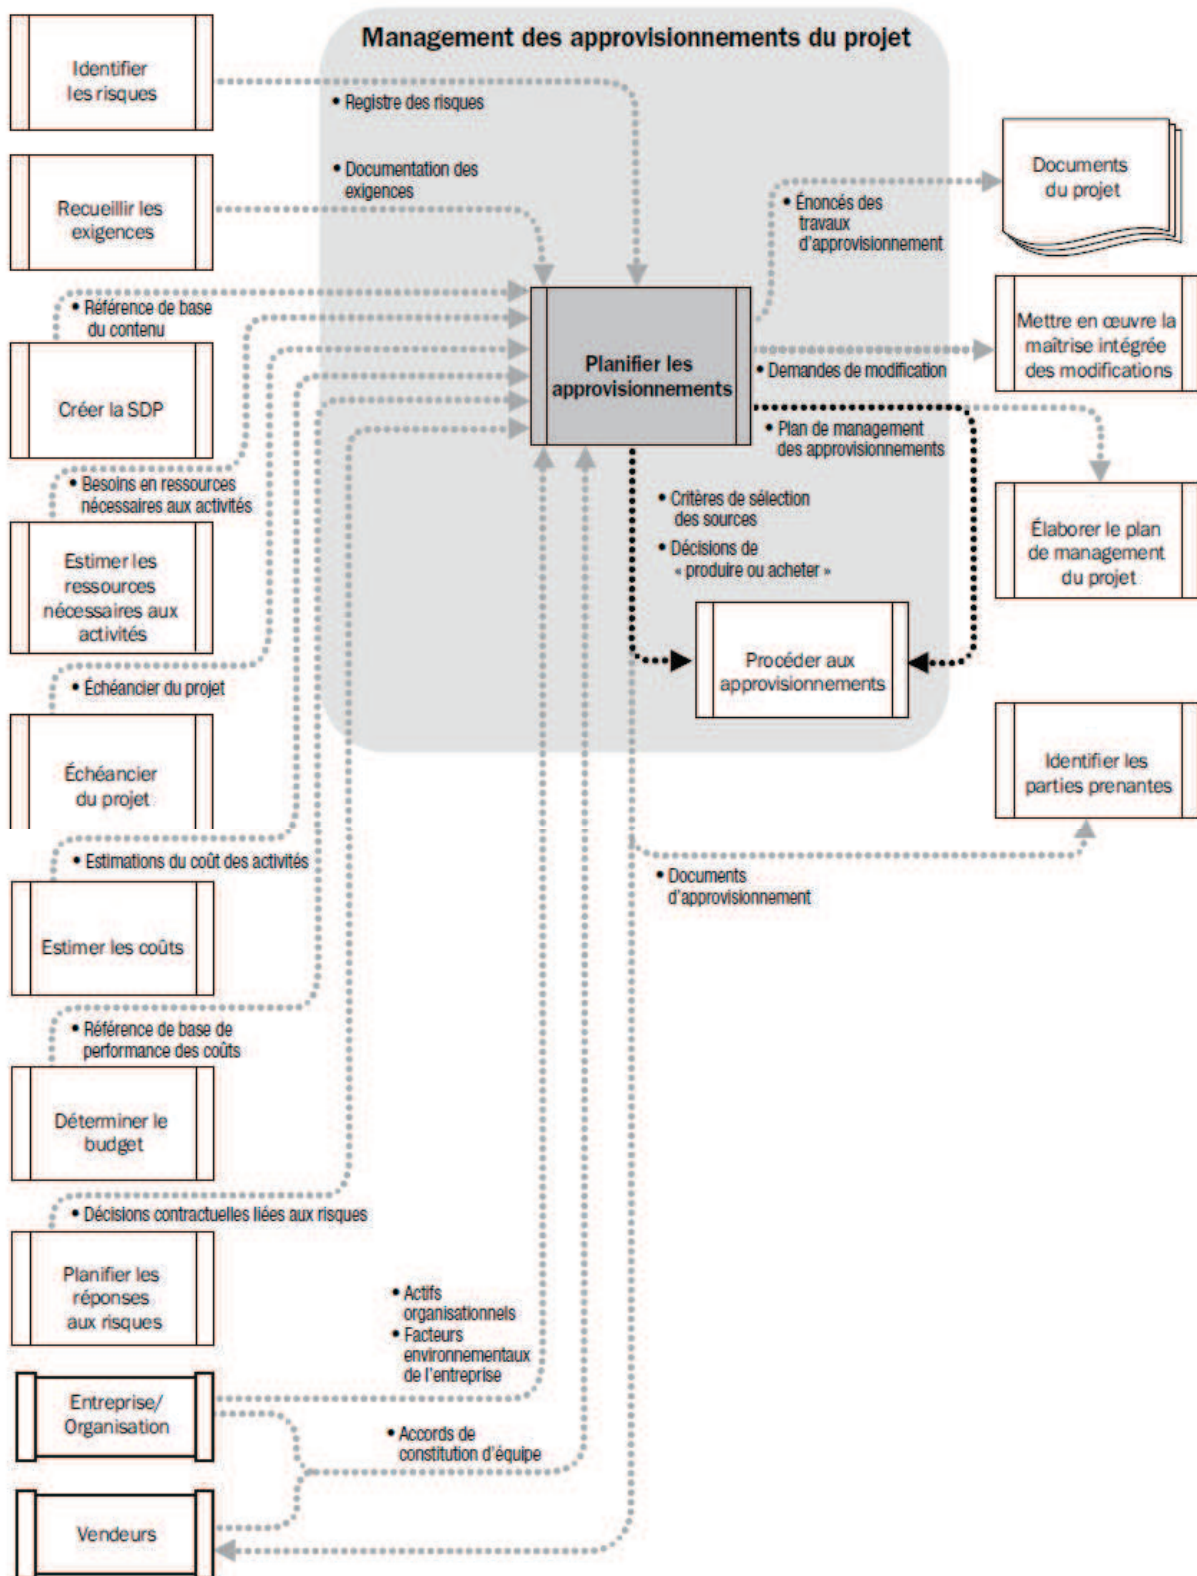 Management des approvisionnements du projet
Identifier
les risques
• Registre des risques
• Documentation des
exigences
Recueillir les
exigences
Documents
du projet
• Énoncés des
travaux
d'approvisionnement
• Référence de base
du contenu
Planifier les
approvisionnements
Mettre en œuvre la
maîtrise intégrée
des modifications
• Demandes de modification
Créer la SDP
• Plan de management
des approvisionnements
• Besoins en ressources
nécessaires aux activités
• Critères de sélection
des sources
• Décisions de
« produire ou acheter »
Élaborer le plan
de management
du projet
Estimer les
ressources
nécessaires aux
activités
Procéder aux
approvisionnements
• Échéancier du projet
Échéancier
du projet
Identifier les
parties prenantes
• Estimations du coût des activités
• Documents
d'approvisionnement
Estimer les coûts
• Référence de base de
performance des coûts
Déterminer le
budget
• Décisions contractuelles liées aux risques
Planifier les
réponses
aux risques
• Actifs
organisationnels
• Facteurs
environnementaux
de l'entreprise
Entreprise/
Organisation
• Accords de
constitution d'équipe
Vendeurs